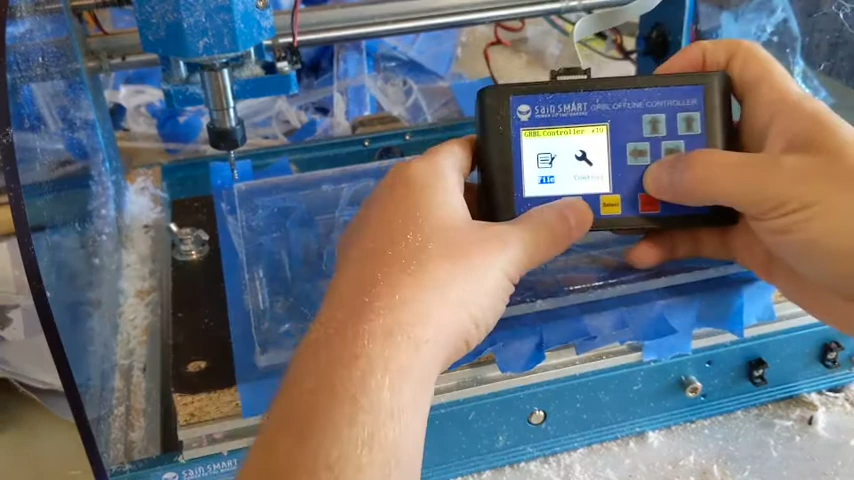 SainSMART GRBL OFFLINE CONTROLLER
GRBL Controller
File Control
Select
SainSMART